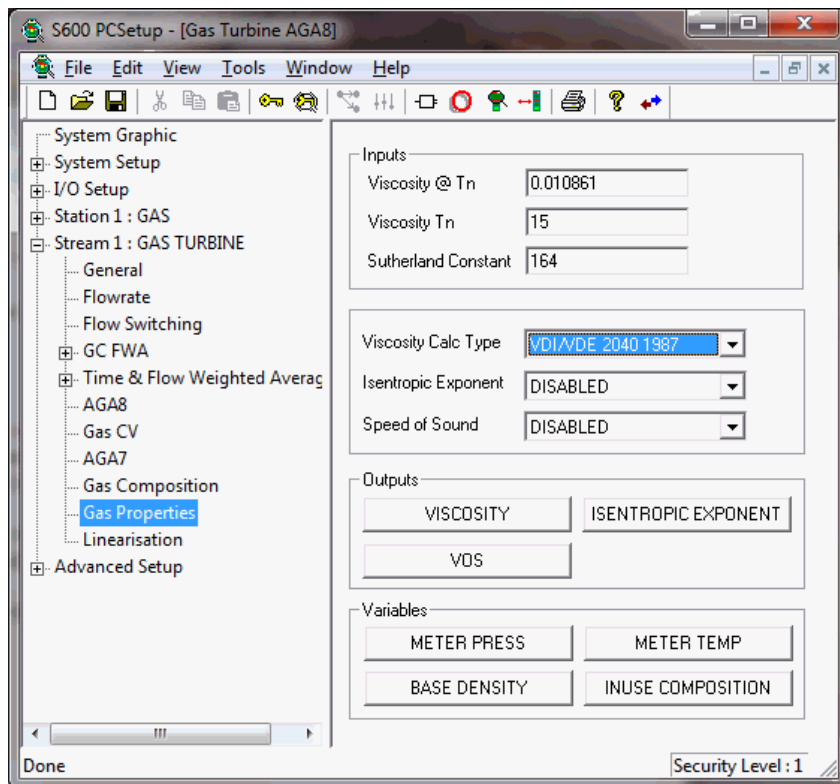 S600 PCSetup - [Gas Turbine AGA8]
File Edit View Tools Window Help
System Graphic
System Setup
I/O Setup
Station 1 : GAS
Stream 1 : GAS TURBINE
General
Flowrate
Flow Switching
GC FWA
Time & Flow Weighted Averag
AGA8
Gas CV
AGA7
Gas Composition
Gas Properties
Linearisation
Advanced Setup
Inputs
Viscosity @ Tn 0.010861
Viscosity Tn 15
Sutherland Constant 164
Viscosity Calc Type VDI/VDE 2040 1987
Isentropic Exponent DISABLED
Speed of Sound DISABLED
Outputs
VISCOSITY ISENTROPIC EXPONENT
VOS
Variables
METER PRESS METER TEMP
BASE DENSITY INUSE COMPOSITION
Done Security Level : 1